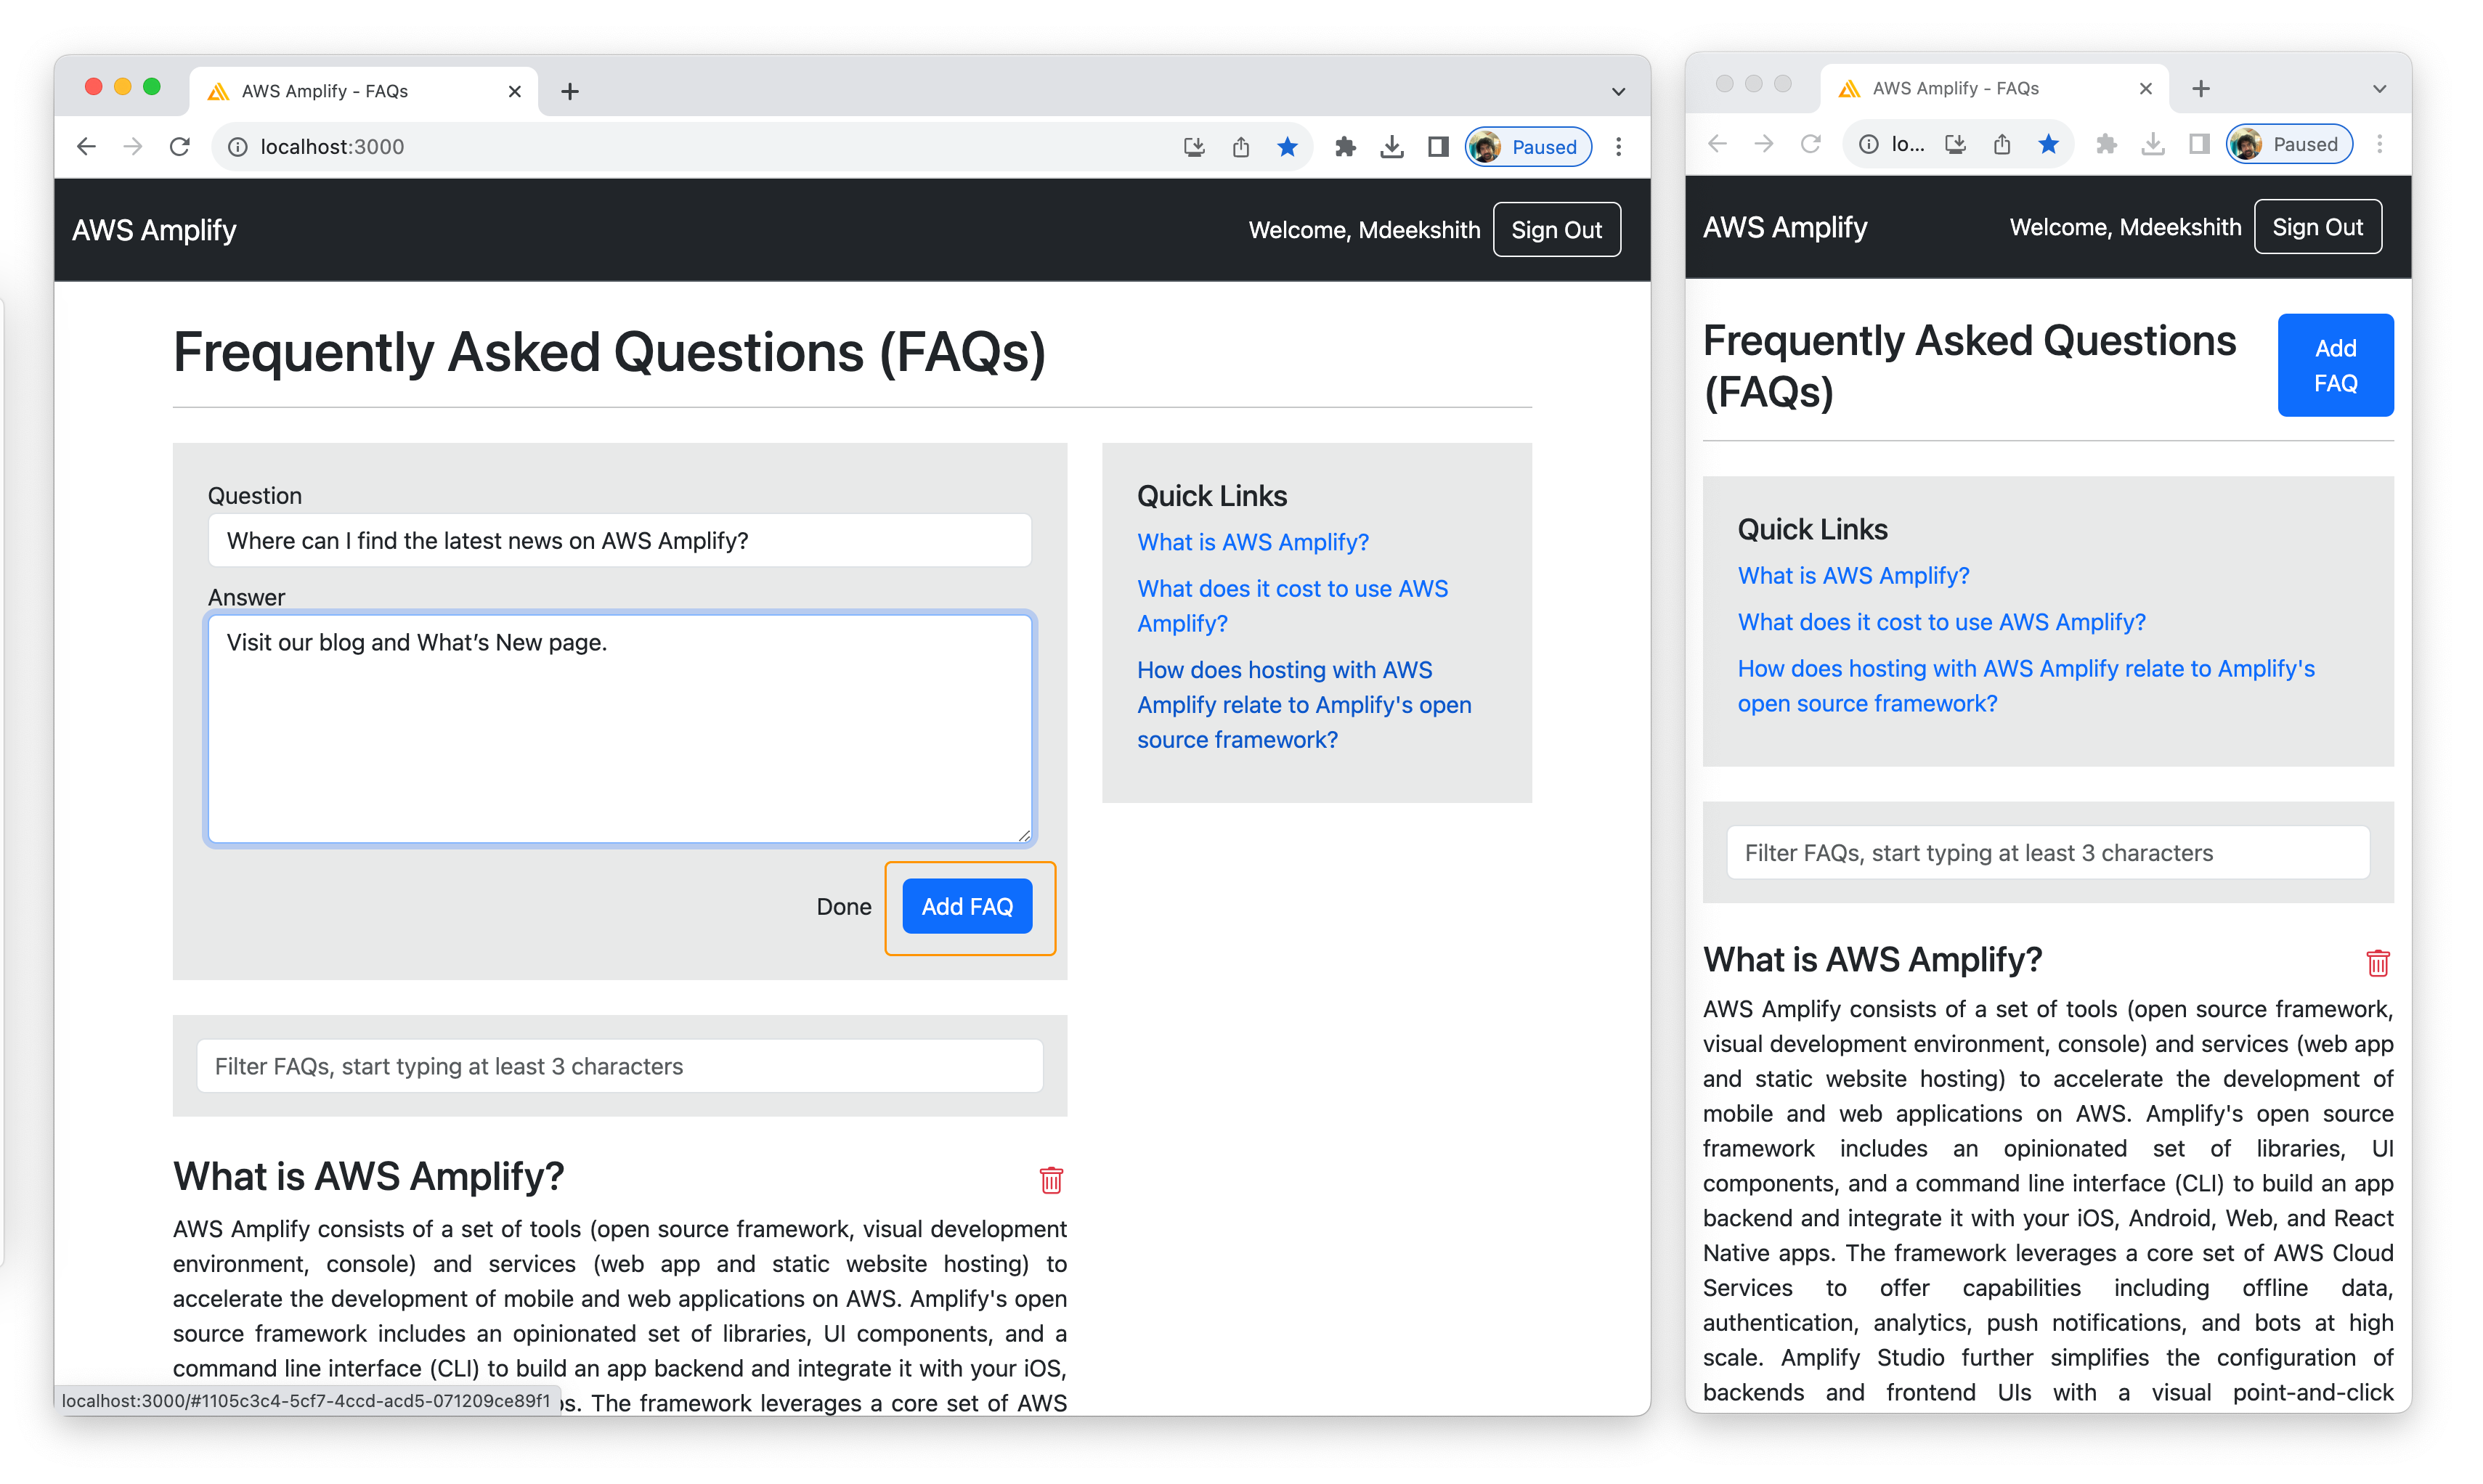 AWS Amplify - FAQs
localhost:3000
Paused
AWS Amplify
Welcome, Mdeekshith
Sign Out
Frequently Asked Questions (FAQs)
Question
Where can I find the latest news on AWS Amplify?
Answer
Visit our blog and What’s New page.
Done
Add FAQ
Quick Links
What is AWS Amplify?
What does it cost to use AWS
Amplify?
How does hosting with AWS
Amplify relate to Amplify's open
source framework?
Filter FAQs, start typing at least 3 characters
What is AWS Amplify?
AWS Amplify consists of a set of tools (open source framework, visual development
environment, console) and services (web app and static website hosting) to
accelerate the development of mobile and web applications on AWS. Amplify's open
source framework includes an opinionated set of libraries, UI components, and a
command line interface (CLI) to build an app backend and integrate it with your iOS,
localhost:3000/#1105c3c4-5cf7-4ccd-acd5-071209ce89f1
ps. The framework leverages a core set of AWS
AWS Amplify - FAQs
lo...
Paused
AWS Amplify
Welcome, Mdeekshith
Sign Out
Frequently Asked Questions
(FAQs)
Add
FAQ
Quick Links
What is AWS Amplify?
What does it cost to use AWS Amplify?
How does hosting with AWS Amplify relate to Amplify's
open source framework?
Filter FAQs, start typing at least 3 characters
What is AWS Amplify?
AWS Amplify consists of a set of tools (open source framework,
visual development environment, console) and services (web app
and static website hosting) to accelerate the development of
mobile and web applications on AWS. Amplify's open source
framework includes an opinionated set of libraries, UI
components, and a command line interface (CLI) to build an app
backend and integrate it with your iOS, Android, Web, and React
Native apps. The framework leverages a core set of AWS Cloud
Services to offer capabilities including offline data,
authentication, analytics, push notifications, and bots at high
scale. Amplify Studio further simplifies the configuration of
backends and frontend UIs with a visual point-and-click